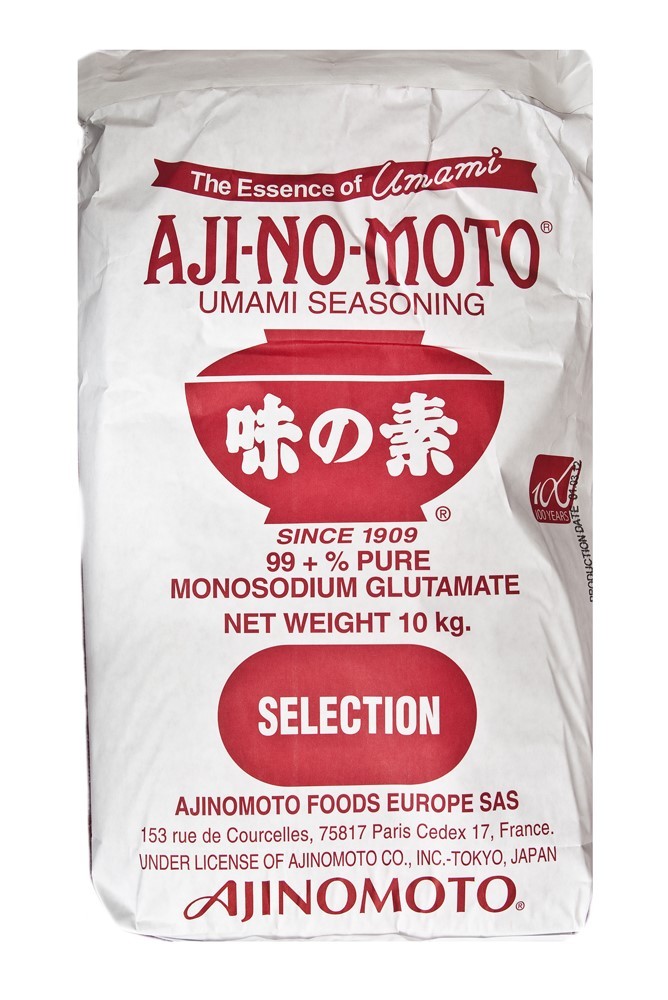 The Essence of Umami
AJI-NO-MOTO®
UMAMI SEASONING
味の素
®
SINCE 1909
99 + % PURE
MONOSODIUM GLUTAMATE
NET WEIGHT 10 kg.
100
100 YEARS
PRODUCTION DATE
SELECTION
AJINOMOTO FOODS EUROPE SAS
153 rue de Courcelles, 75817 Paris Cedex 17, France.
UNDER LICENSE OF AJINOMOTO CO., INC.-TOKYO, JAPAN
AJINOMOTO®